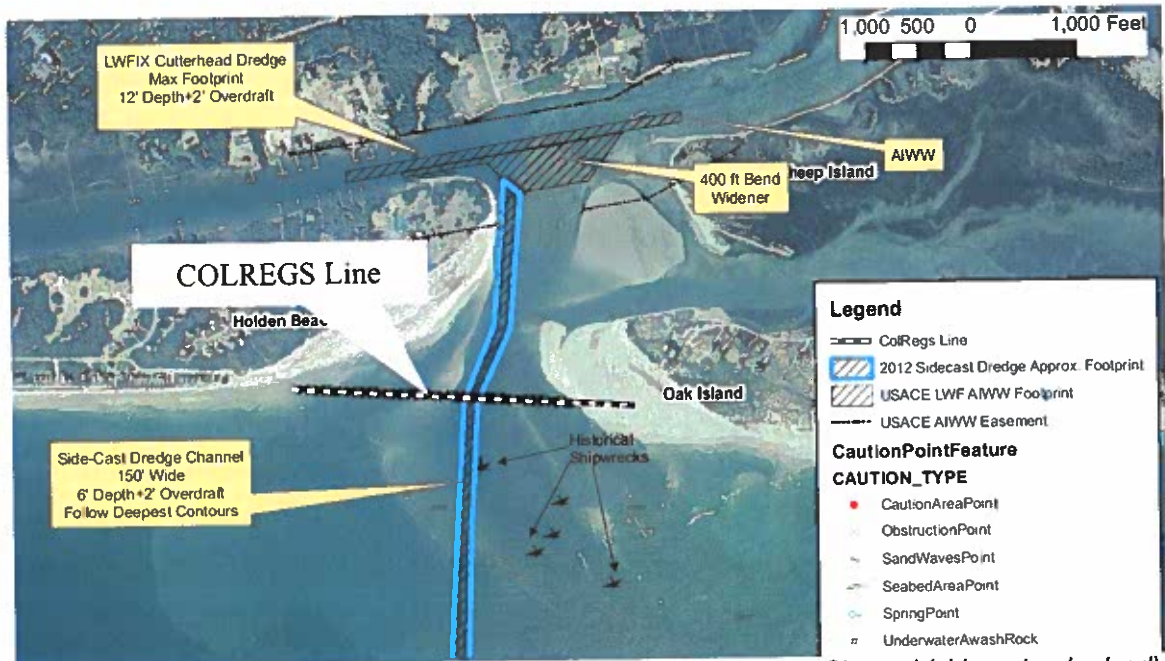 1,000 500 0 1,000 Feet
LWFIX Cutterhead Dredge
Max Footprint
12' Depth+2' Overdraft
AIWW
400 ft Bend
Widener
heep Island
COLREGS Line
Holden Bea
Oak Island
Historical
Shipwrecks
Side-Cast Dredge Channel
150' Wide
6' Depth+2' Overdraft
Follow Deepest Contours
Legend
ColRegs Line
2012 Sidecast Dredge Approx. Footprint
USACE LWF AIWW Footprint
USACE AIWW Easement
CautionPointFeature
CAUTION_TYPE
CautionAreaPoint
ObstructionPoint
SandWavesPoint
SeabedAreaPoint
SpringPoint
UnderwaterAwashRock